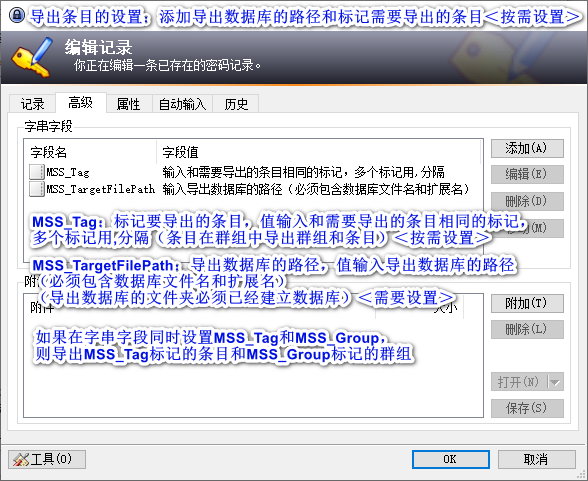 导出条目的设置；添加导出数据库的路径和标记需要导出的条目＜按需设置＞
编辑记录
你正在编辑一条已存在的密码记录。
记录 高级 属性 自动输入 历史
字串字段
字段名 字段值
MSS_Tag 输入和需要导出的条目相同的标记，多个标记用,分隔
MSS_TargetFilePath 输入导出数据库的路径（必须包含数据库文件名和扩展名）
添加(A)
编辑(E)
删除(D)
(M)
MSS_Tag；标记要导出的条目，值输入和需要导出的条目相同的标记，
多个标记用,分隔（条目在群组中导出群组和条目）＜按需设置＞
MSS_TargetFilePath；导出数据库的路径，值输入导出数据库的路径
（必须包含数据库文件名和扩展名）
（导出数据库的文件夹必须已经建立数据库）＜需要设置＞
附件 大小
如果在字串字段同时设置MSS_Tag和MSS_Group，
则导出MSS_Tag标记的条目和MSS_Group标记的群组
附加(T)
删除(L)
打开(N)
保存(S)
工具(O) OK 取消